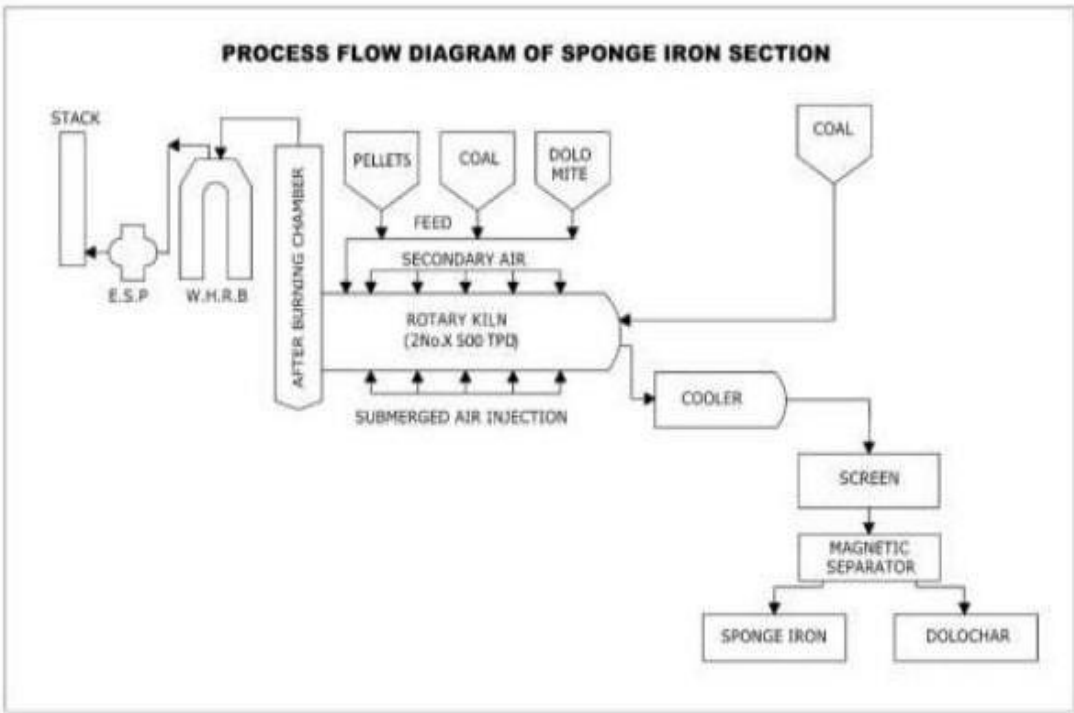 PROCESS FLOW DIAGRAM OF SPONGE IRON SECTION
STACK
COAL
PELLETS
COAL
DOLO
MITE
AFTER BURNING CHAMBER
FEED
SECONDARY AIR
E.S.P
W.H.R.B
ROTARY KILN
(2No.X 500 TPD)
SUBMERGED AIR INJECTION
COOLER
SCREEN
MAGNETIC
SEPARATOR
SPONGE IRON
DOLOCHAR